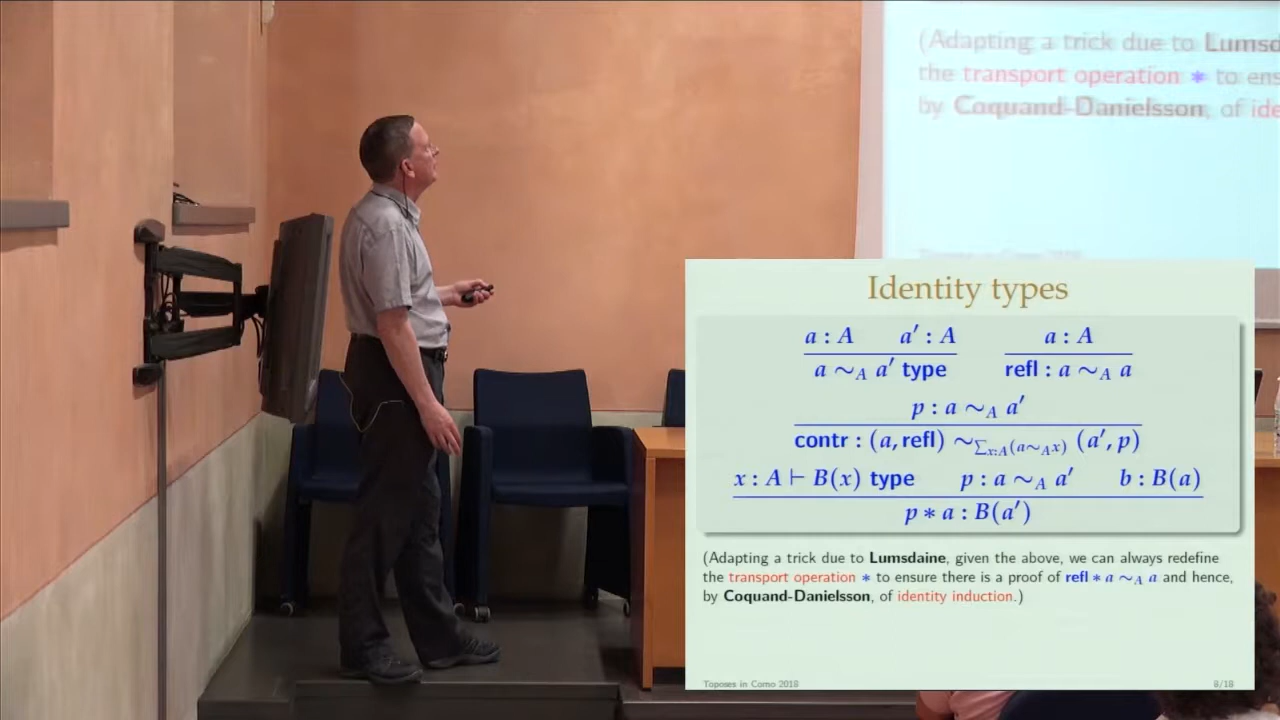 (Adapting a trick due to Lumsd
the transport operation * to ens
by Coquand-Danielsson, of ide
Identity types
a : A a′ : A a : A
a ∼_A a′ type refl : a ∼_A a
p : a ∼_A a′
contr : (a, refl) ∼_{∑_{x:A}(a∼_A x)} (a′, p)
x : A ⊢ B(x) type p : a ∼_A a′ b : B(a)
p ∗ a : B(a′)
(Adapting a trick due to Lumsdaine, given the above, we can always redefine
the transport operation ∗ to ensure there is a proof of refl ∗ a ∼_A a and hence,
by Coquand-Danielsson, of identity induction.)
Toposes in Como 2018 8/18